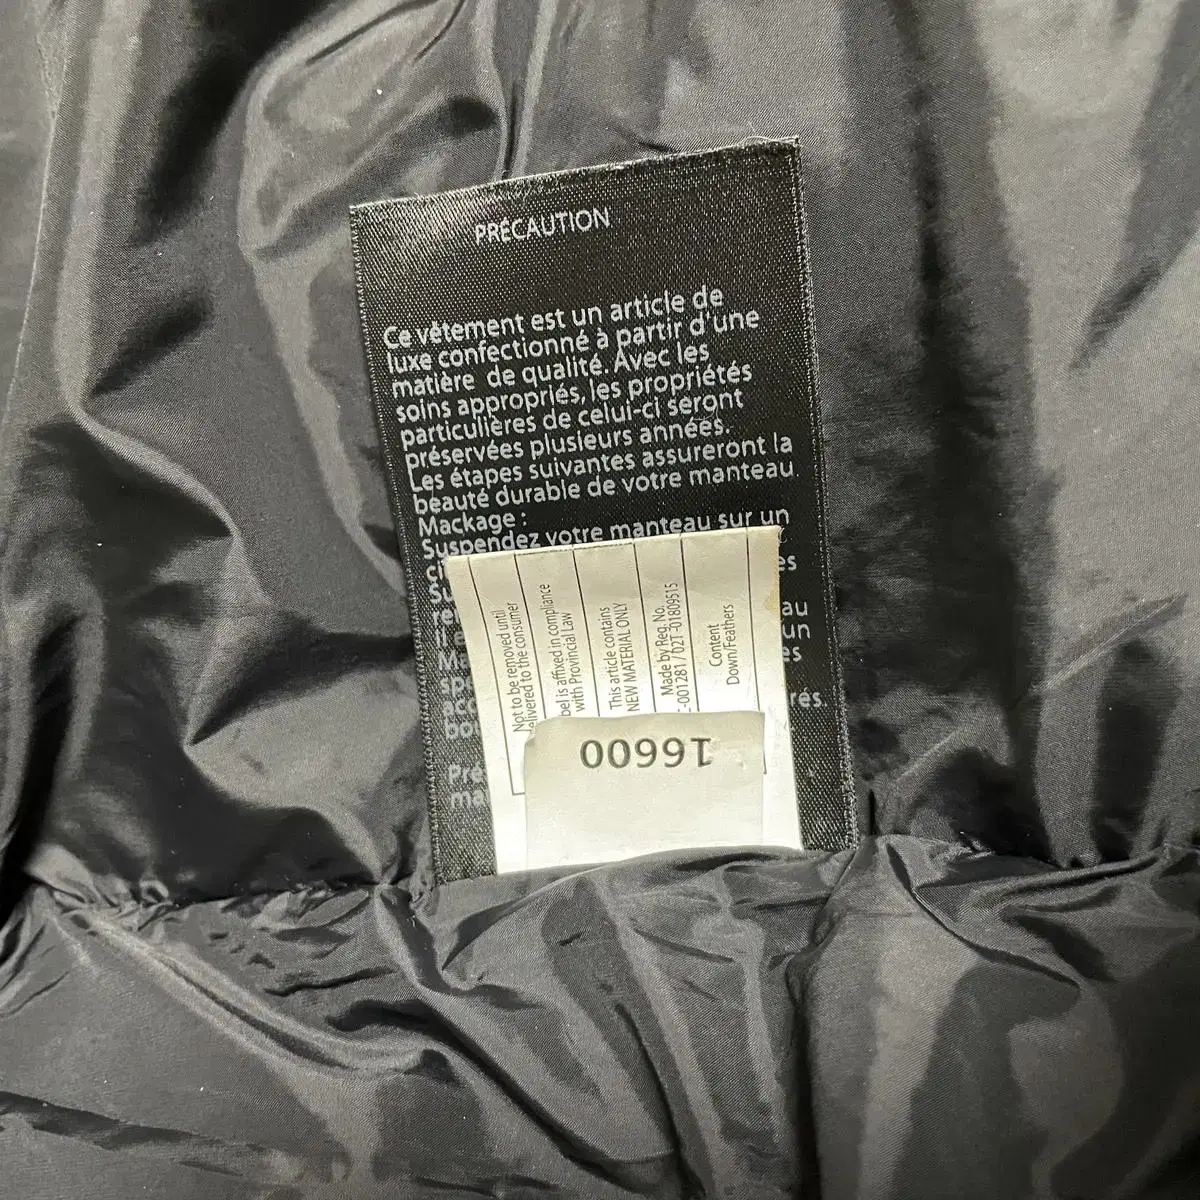 PRÉCAUTION
Ce vêtement est un article de
luxe confectionné à partir d'une
matière de qualité. Avec les
soins appropriés, les propriétés
particulières de celui-ci seront
préservées plusieurs années.
Les étapes suivantes assureront la
beauté durable de votre manteau.
Mackage :
Suspendez votre manteau sur un
Not to be removed until
delivered to the consumer
is affixed in compliance
with Provincial Law
This article contains
NEW MATERIAL ONLY
Made by Reg. No.
-001281 / 02T-01809515
Content
Down/Feathers
16600